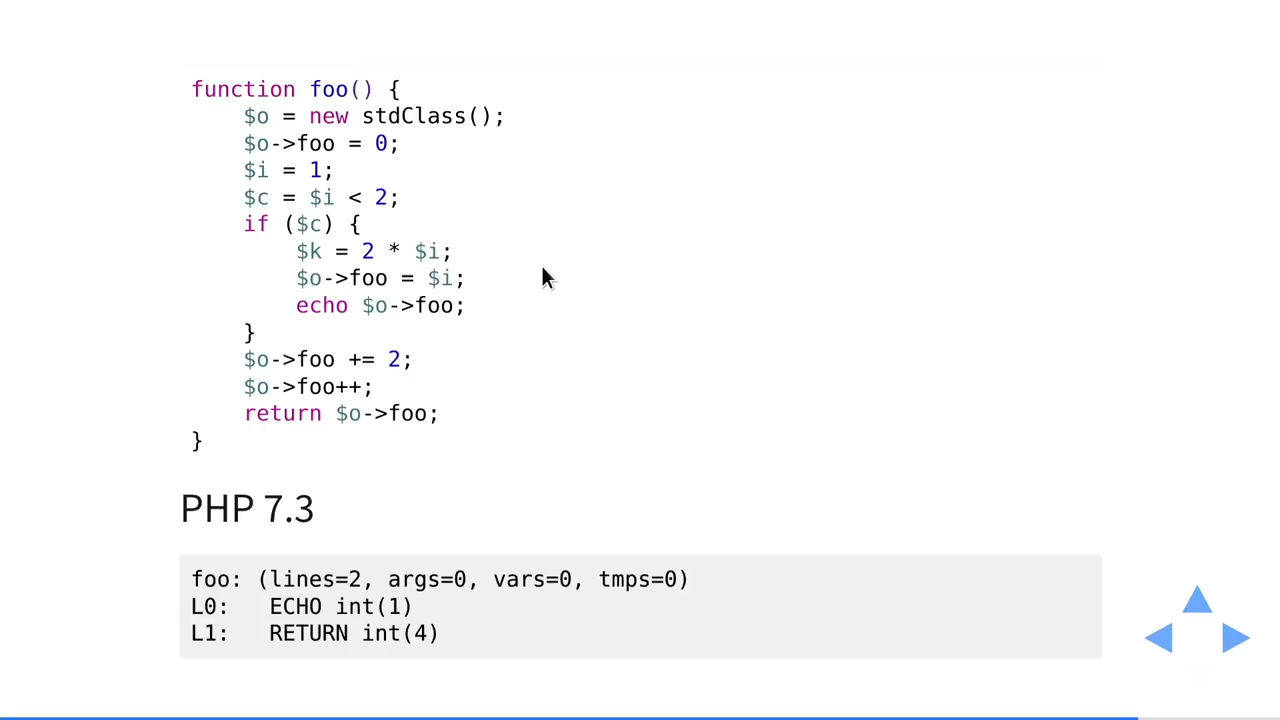 function foo() {
    $o = new stdClass();
    $o->foo = 0;
    $i = 1;
    $c = $i < 2;
    if ($c) {
        $k = 2 * $i;
        $o->foo = $i;
        echo $o->foo;
    }
    $o->foo += 2;
    $o->foo++;
    return $o->foo;
}
PHP 7.3
foo: (lines=2, args=0, vars=0, tmps=0)
L0:   ECHO int(1)
L1:   RETURN int(4)